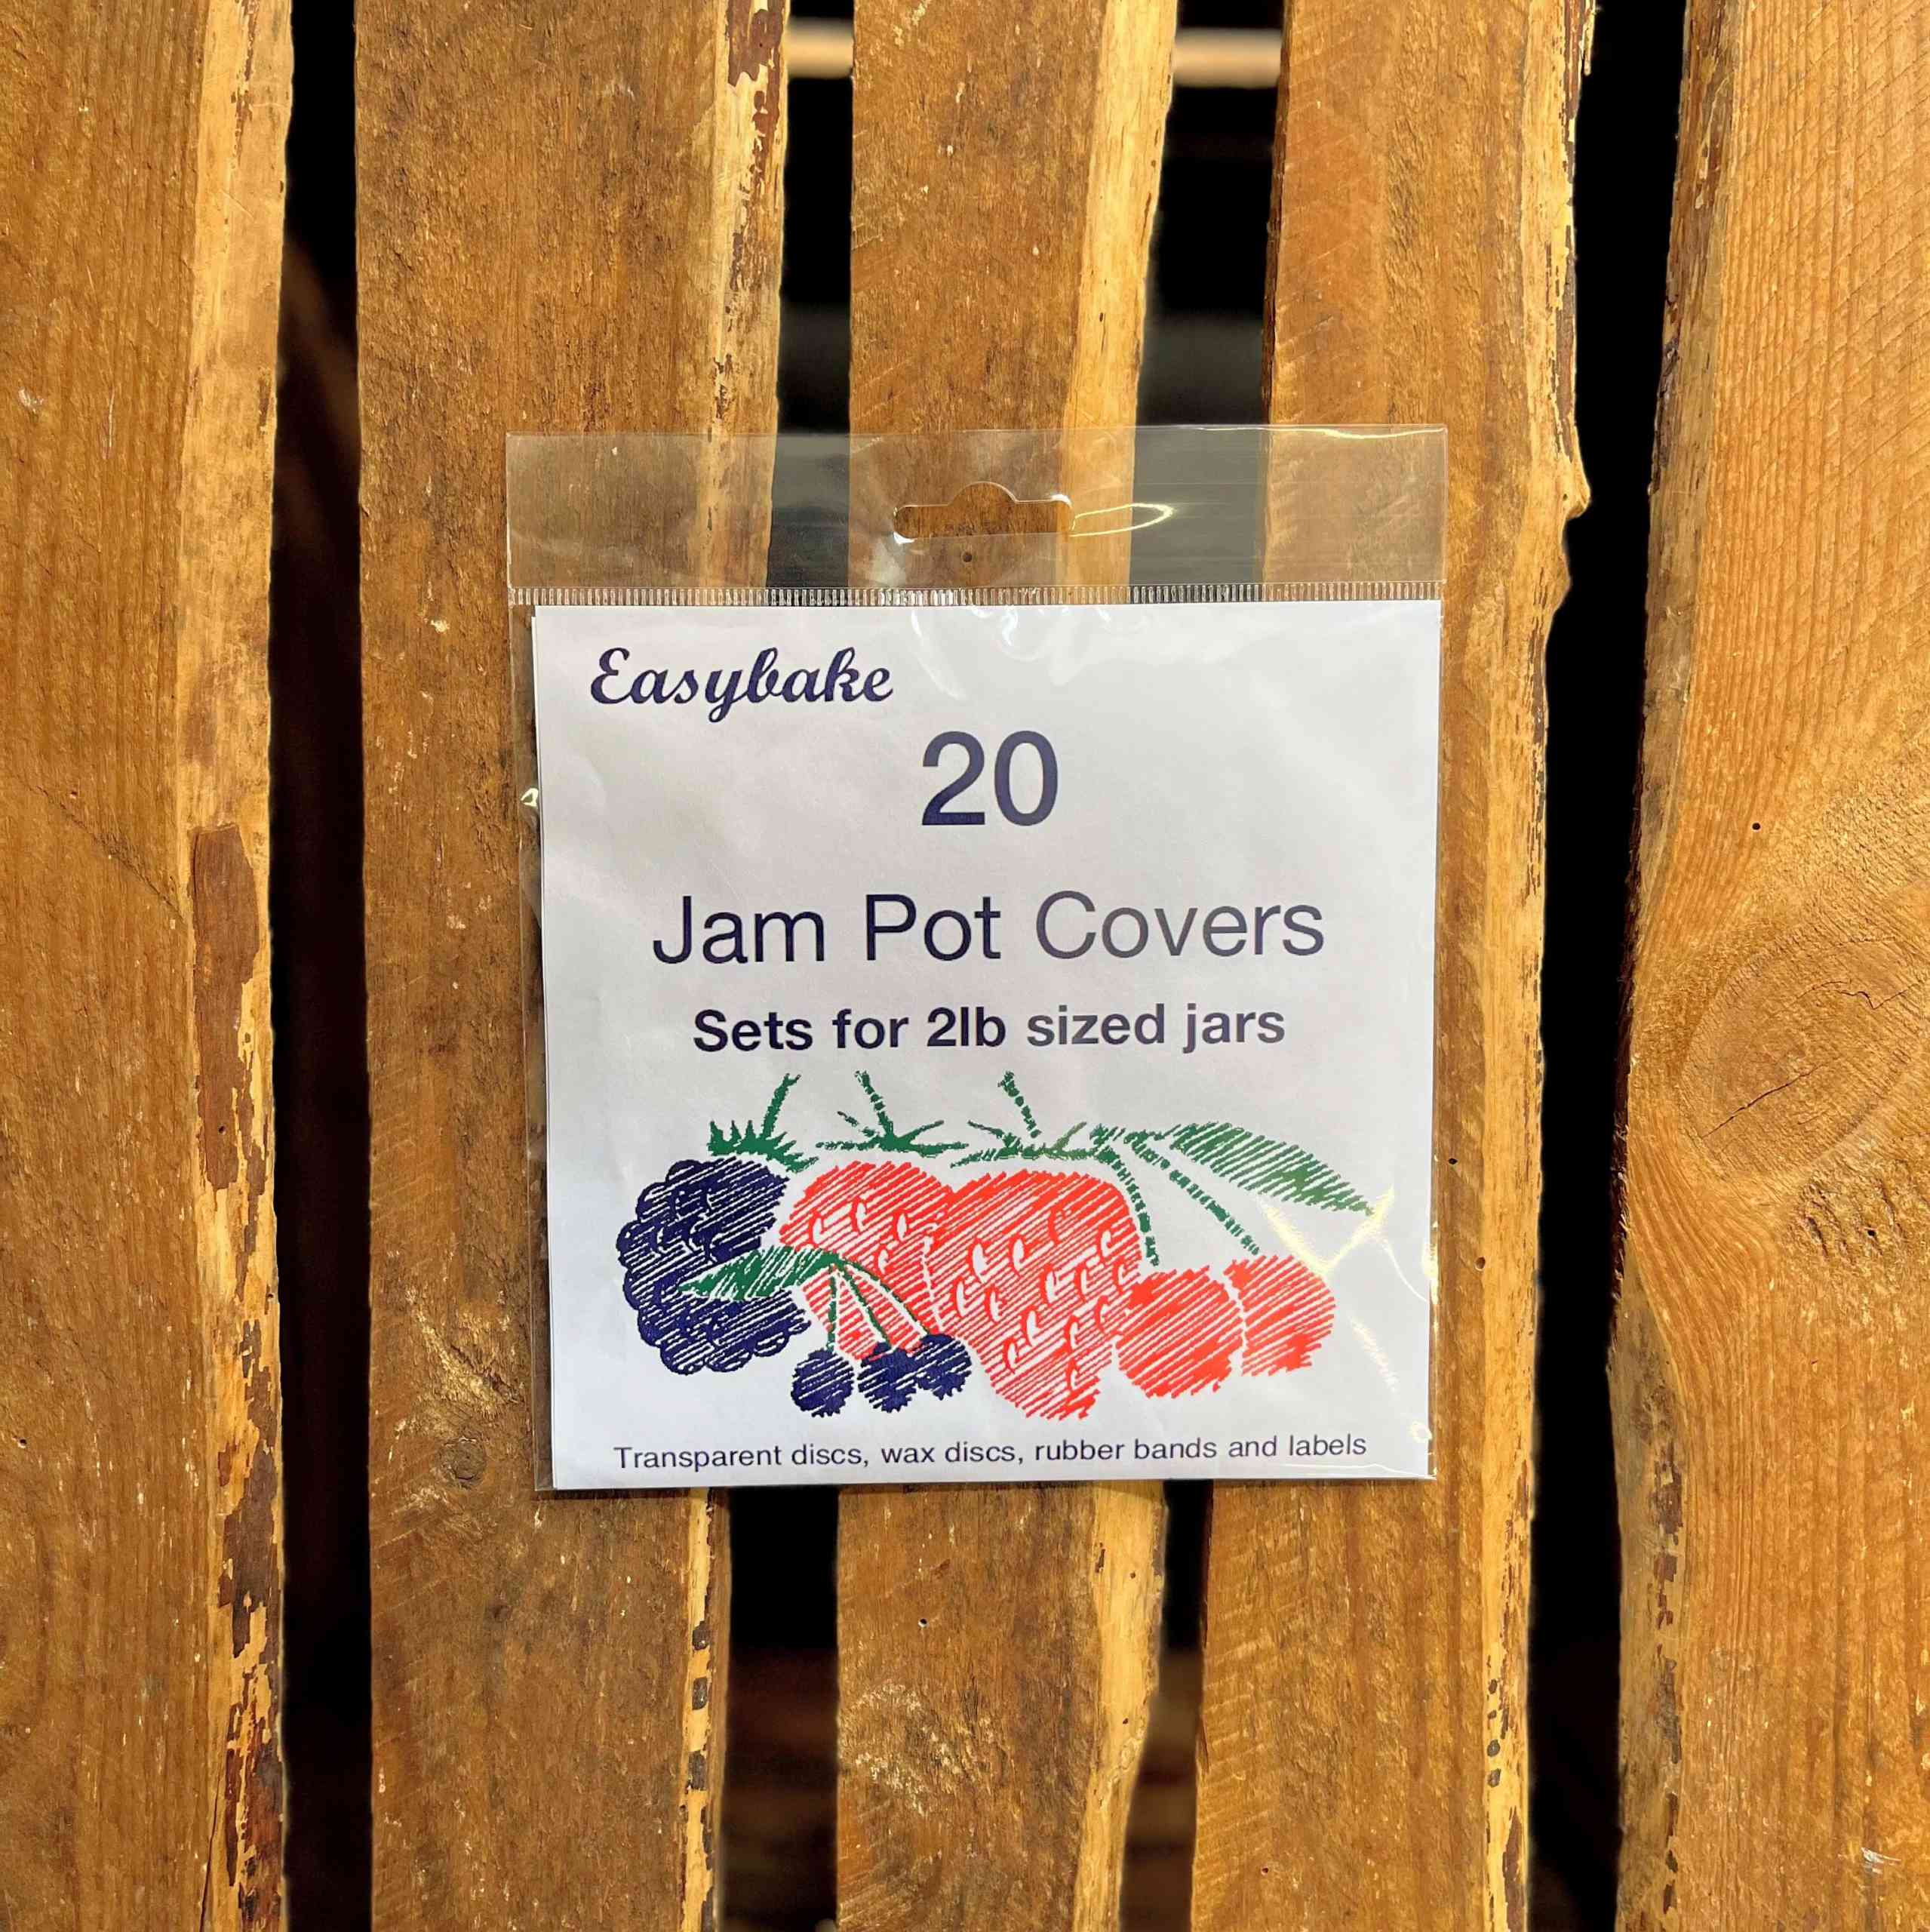 Easybake
20
Jam Pot Covers
Sets for 2lb sized jars
Transparent discs, wax discs, rubber bands and labels